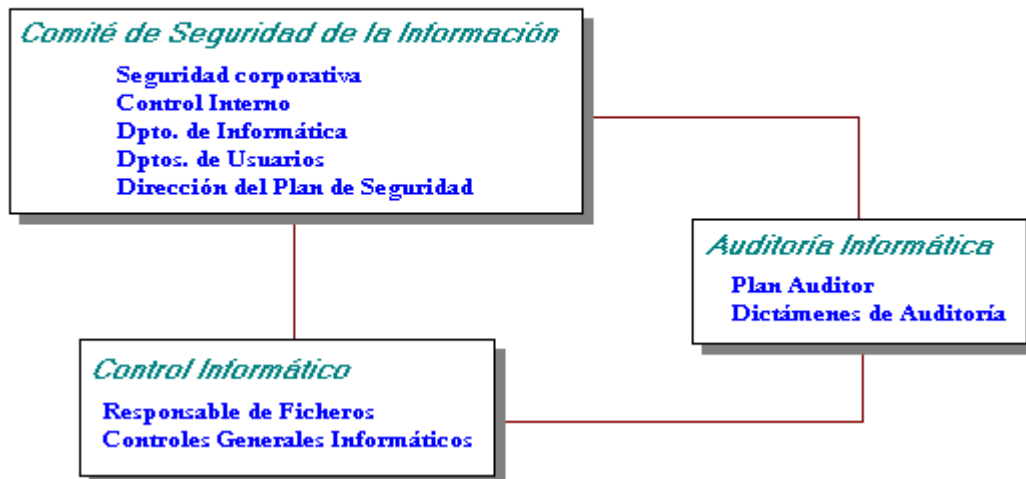 Comité de Seguridad de la Información
Seguridad corporativa
Control Interno
Dpto. de Informática
Dptos. de Usuarios
Dirección del Plan de Seguridad
Auditoría Informática
Plan Auditor
Dictámenes de Auditoría
Control Informático
Responsable de Ficheros
Controles Generales Informáticos